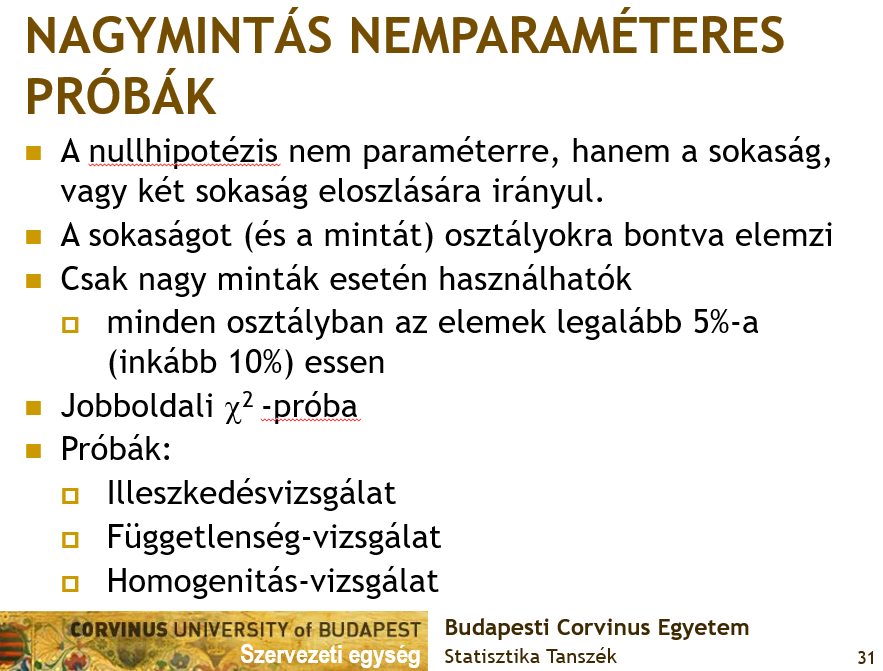 NAGYMINTÁS NEMPARAMÉTERES
PRÓBÁK
A nullhipotézis nem paraméterre, hanem a sokaság,
vagy két sokaság eloszlására irányul.
A sokaságot (és a mintát) osztályokra bontva elemzi
Csak nagy minták esetén használhatók
minden osztályban az elemek legalább 5%-a
(inkább 10%) essen
Jobboldali χ² -próba
Próbák:
Illeszkedésvizsgálat
Függetlenség-vizsgálat
Homogenitás-vizsgálat
CORVINUS UNIVERSITY of BUDAPEST
Szervezeti egység
Budapesti Corvinus Egyetem
Statisztika Tanszék
31